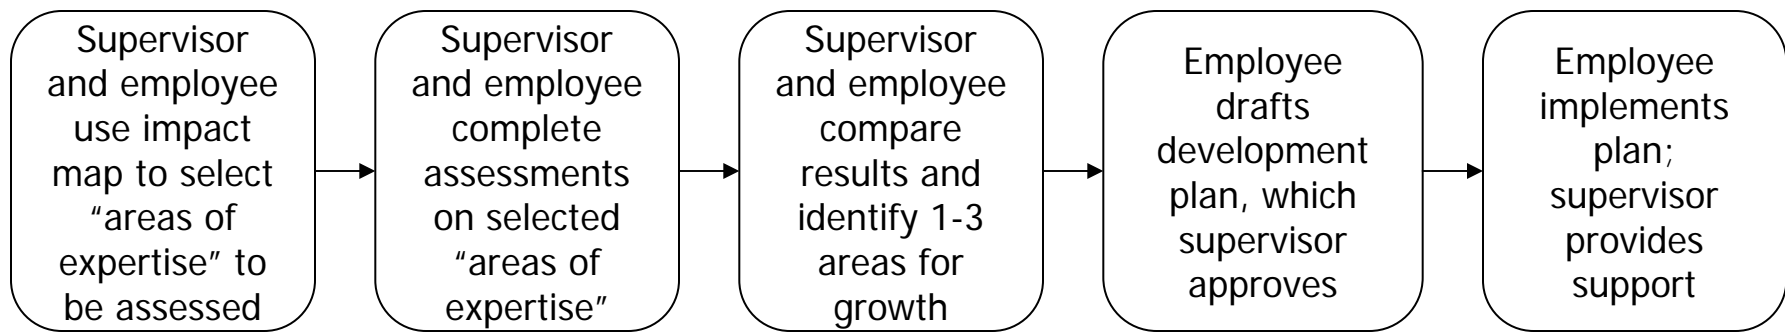 Supervisor
and employee
use impact
map to select
“areas of
expertise” to
be assessed
Supervisor
and employee
complete
assessments
on selected
“areas of
expertise”
Supervisor
and employee
compare
results and
identify 1-3
areas for
growth
Employee
drafts
development
plan, which
supervisor
approves
Employee
implements
plan;
supervisor
provides
support